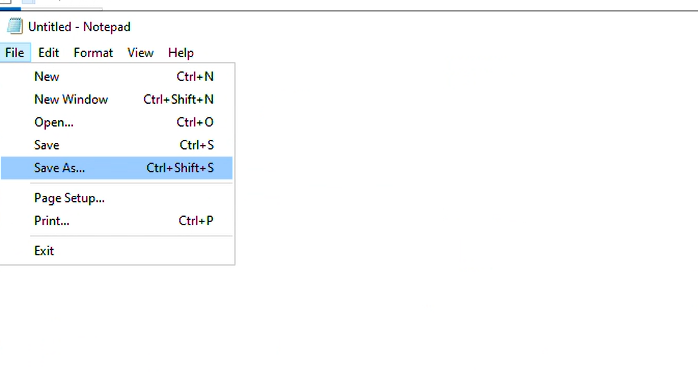 Untitled - Notepad
File Edit Format View Help
New Ctrl+N
New Window Ctrl+Shift+N
Open... Ctrl+O
Save Ctrl+S
Save As... Ctrl+Shift+S
Page Setup...
Print... Ctrl+P
Exit